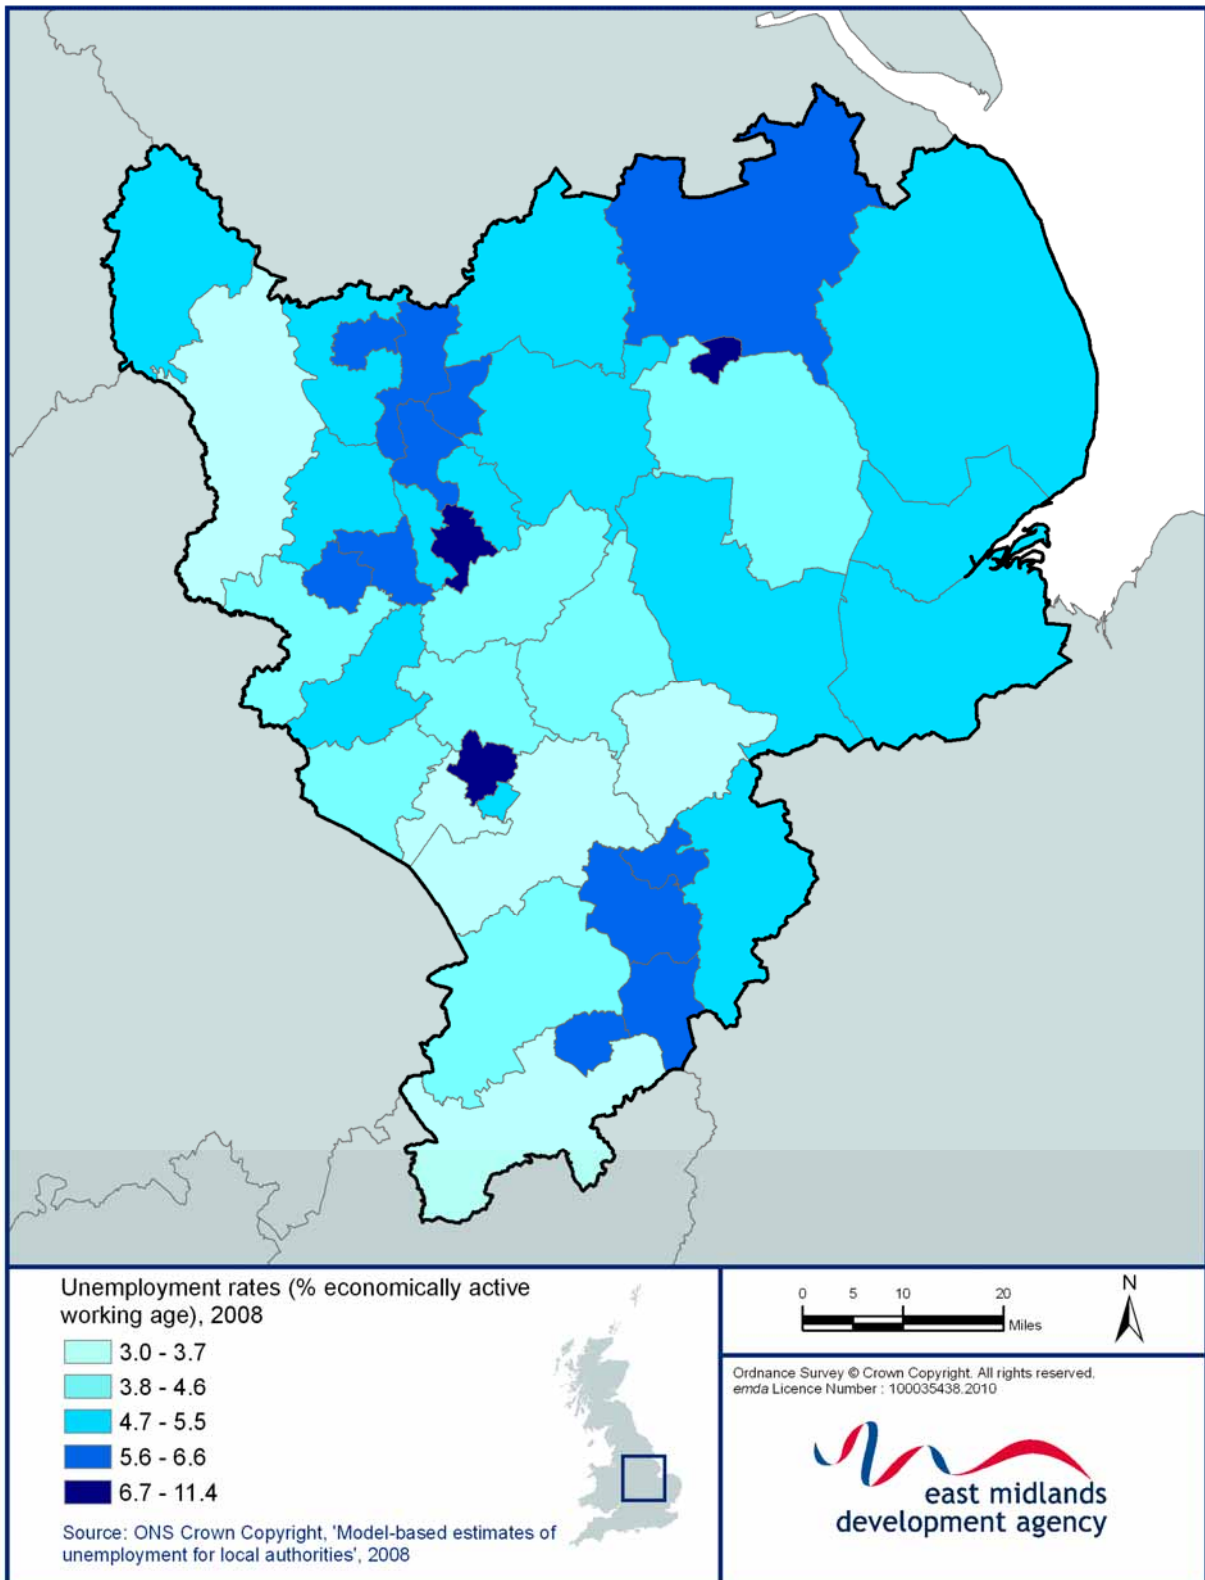 Unemployment rates (% economically active
working age), 2008
3.0 - 3.7
3.8 - 4.6
4.7 - 5.5
5.6 - 6.6
6.7 - 11.4
Source: ONS Crown Copyright, 'Model-based estimates of
unemployment for local authorities', 2008
0 5 10 20
Miles
N
Ordnance Survey © Crown Copyright. All rights reserved.
emda Licence Number : 100035438.2010
east midlands
development agency